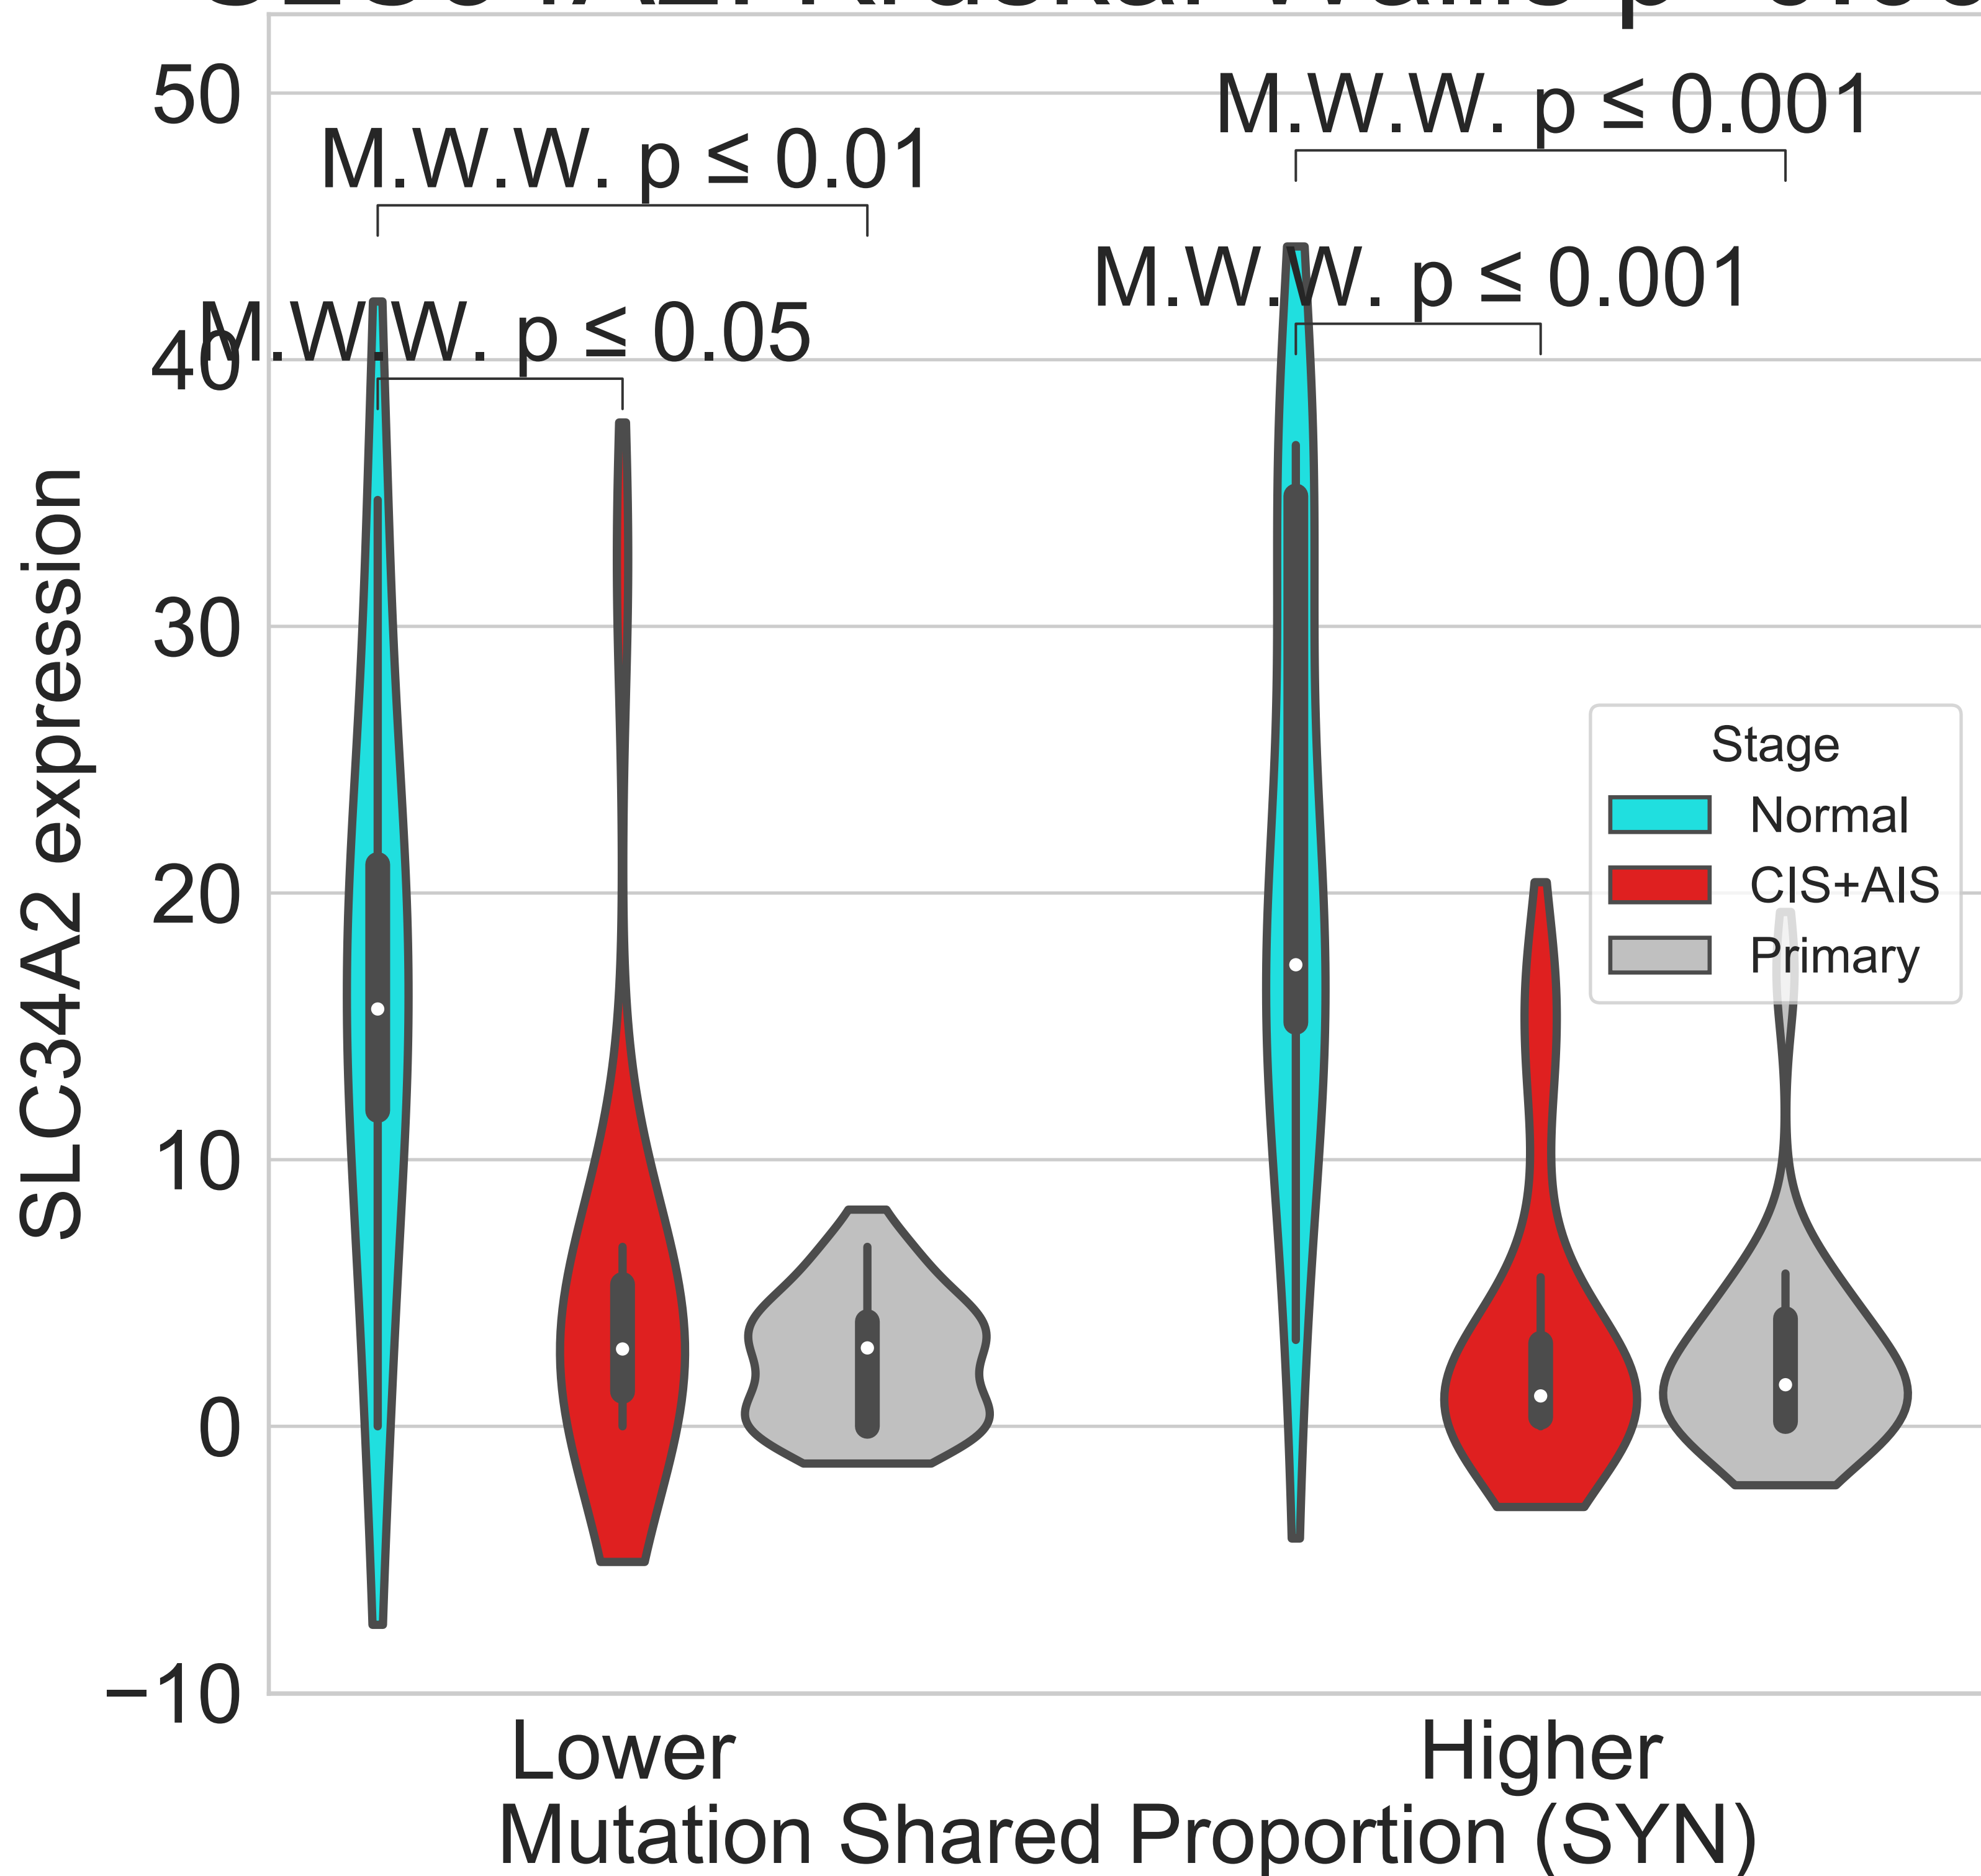 M.W.W. p ≤ 0.001
M.W.W. p ≤ 0.01
M.W.W. p ≤ 0.001
M.W.W. p ≤ 0.05
50
40
30
20
10
0
−10
SLC34A2 expression
Stage
Normal
CIS+AIS
Primary
Lower
Higher
Mutation Shared Proportion (SYN)